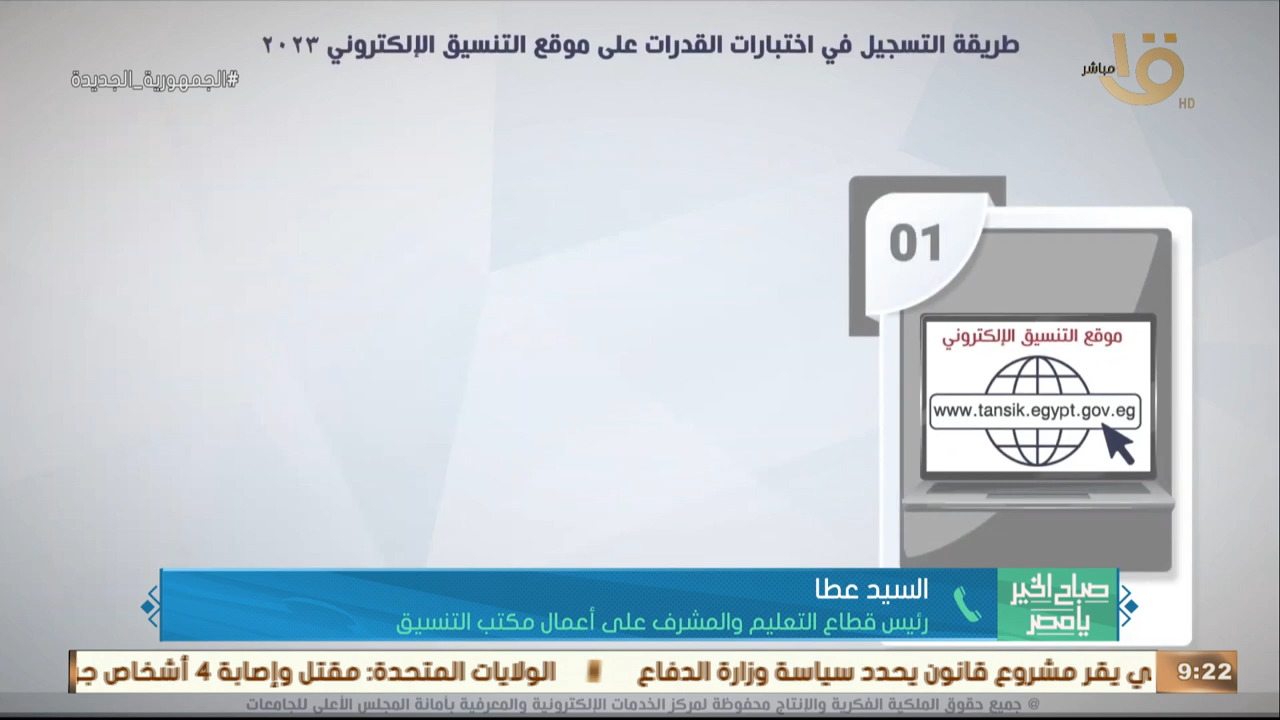 طريقة التسجيل في اختبارات القدرات على موقع التنسيق الإلكتروني ٢٠٢٣
#الجمهورية_الجديدة
مباشر
HD
01
موقع التنسيق الإلكتروني
www.tansik.egypt.gov.eg
صباح الخير
يا مصر
السيد عطا
رئيس قطاع التعليم والمشرف على أعمال مكتب التنسيق
9:22
ي يقر مشروع قانون يحدد سياسة وزارة الدفاع
الولايات المتحدة: مقتل وإصابة 4 أشخاص جـ
@ جميع حقوق الملكية الفكرية والإنتاج محفوظة لمركز الخدمات الإلكترونية والمعرفية بأمانة المجلس الأعلى للجامعات